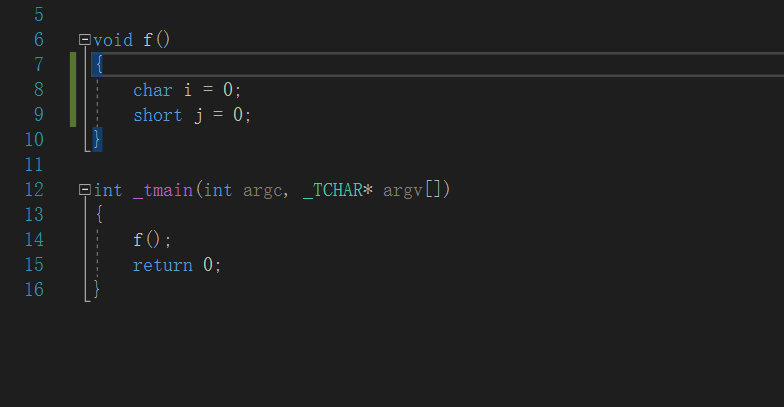 5
6 void f()
7 {
8 char i = 0;
9 short j = 0;
10 }
11
12 int _tmain(int argc, _TCHAR* argv[])
13 {
14 f();
15 return 0;
16 }